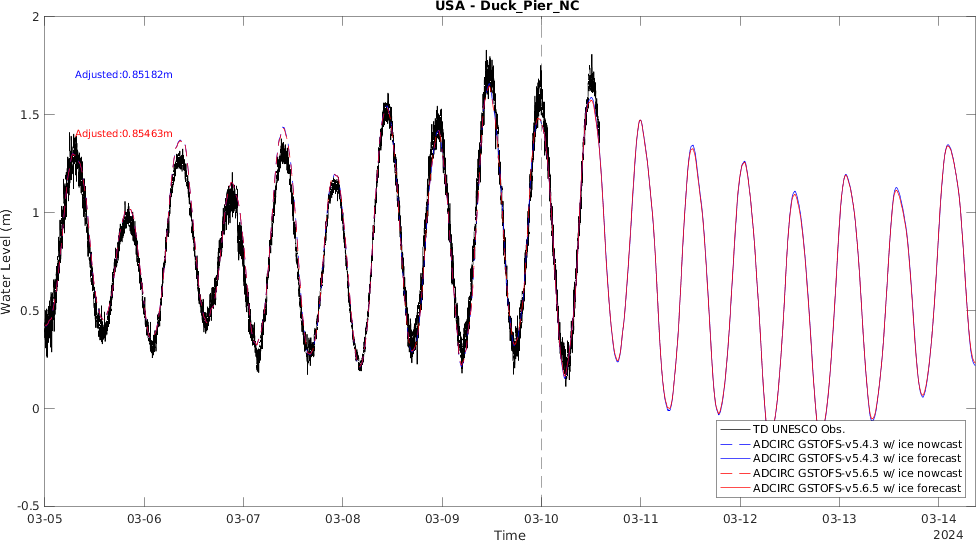 USA - Duck_Pier_NC
2
1.5
1
0.5
0
-0.5
Water Level (m)
Adjusted:0.85182m
Adjusted:0.85463m
TD UNESCO Obs.
ADCIRC GSTOFS-v5.4.3 w/ ice nowcast
ADCIRC GSTOFS-v5.4.3 w/ ice forecast
ADCIRC GSTOFS-v5.6.5 w/ ice nowcast
ADCIRC GSTOFS-v5.6.5 w/ ice forecast
03-05 03-06 03-07 03-08 03-09 03-10 03-11 03-12 03-13 03-14
Time
2024